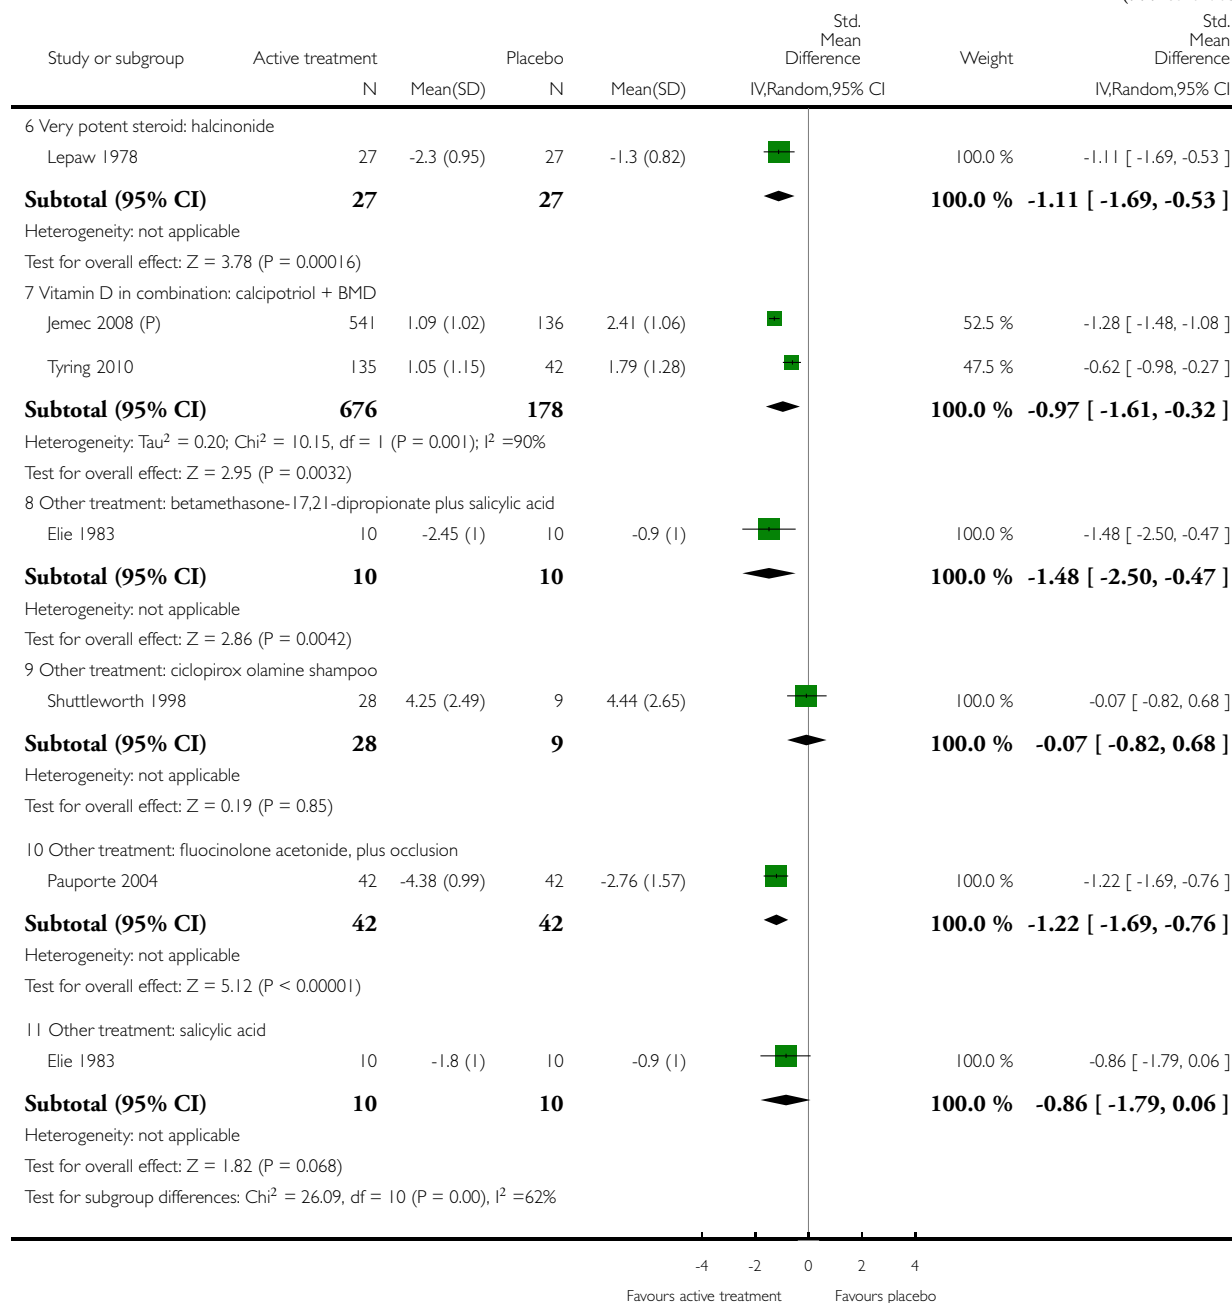 Std. Mean Difference Std. Mean Difference
Study or subgroup Active treatment Placebo Weight
N Mean(SD) N Mean(SD) IV,Random,95% CI IV,Random,95% CI
6 Very potent steroid: halcinonide
Lepaw 1978 27 -2.3 (0.95) 27 -1.3 (0.82) 100.0 % -1.11 [ -1.69, -0.53 ]
Subtotal (95% CI) 27 27 100.0 % -1.11 [ -1.69, -0.53 ]
Heterogeneity: not applicable
Test for overall effect: Z = 3.78 (P = 0.00016)
7 Vitamin D in combination: calcipotriol + BMD
Jemec 2008 (P) 541 1.09 (1.02) 136 2.41 (1.06) 52.5 % -1.28 [ -1.48, -1.08 ]
Tyring 2010 135 1.05 (1.15) 42 1.79 (1.28) 47.5 % -0.62 [ -0.98, -0.27 ]
Subtotal (95% CI) 676 178 100.0 % -0.97 [ -1.61, -0.32 ]
Heterogeneity: Tau² = 0.20; Chi² = 10.15, df = 1 (P = 0.001); I² =90%
Test for overall effect: Z = 2.95 (P = 0.0032)
8 Other treatment: betamethasone-17,21-dipropionate plus salicylic acid
Elie 1983 10 -2.45 (1) 10 -0.9 (1) 100.0 % -1.48 [ -2.50, -0.47 ]
Subtotal (95% CI) 10 10 100.0 % -1.48 [ -2.50, -0.47 ]
Heterogeneity: not applicable
Test for overall effect: Z = 2.86 (P = 0.0042)
9 Other treatment: ciclopirox olamine shampoo
Shuttleworth 1998 28 4.25 (2.49) 9 4.44 (2.65) 100.0 % -0.07 [ -0.82, 0.68 ]
Subtotal (95% CI) 28 9 100.0 % -0.07 [ -0.82, 0.68 ]
Heterogeneity: not applicable
Test for overall effect: Z = 0.19 (P = 0.85)
10 Other treatment: fluocinolone acetonide, plus occlusion
Pauporte 2004 42 -4.38 (0.99) 42 -2.76 (1.57) 100.0 % -1.22 [ -1.69, -0.76 ]
Subtotal (95% CI) 42 42 100.0 % -1.22 [ -1.69, -0.76 ]
Heterogeneity: not applicable
Test for overall effect: Z = 5.12 (P < 0.00001)
11 Other treatment: salicylic acid
Elie 1983 10 -1.8 (1) 10 -0.9 (1) 100.0 % -0.86 [ -1.79, 0.06 ]
Subtotal (95% CI) 10 10 100.0 % -0.86 [ -1.79, 0.06 ]
Heterogeneity: not applicable
Test for overall effect: Z = 1.82 (P = 0.068)
Test for subgroup differences: Chi² = 26.09, df = 10 (P = 0.00), I² =62%
-4 -2 0 2 4
Favours active treatment Favours placebo